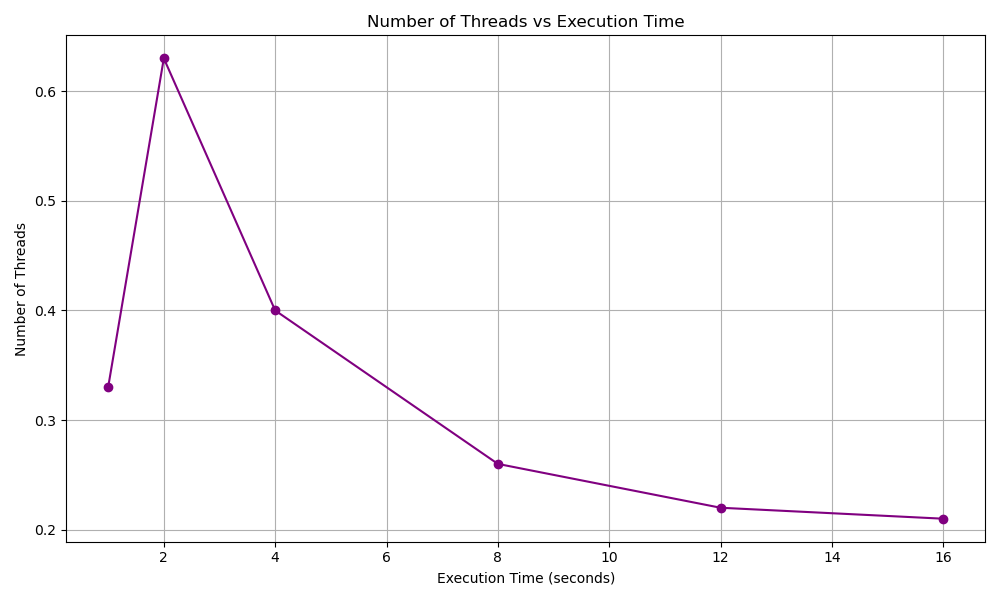 Number of Threads vs Execution Time
Number of Threads
0.6
0.5
0.4
0.3
0.2
2 4 6 8 10 12 14 16
Execution Time (seconds)